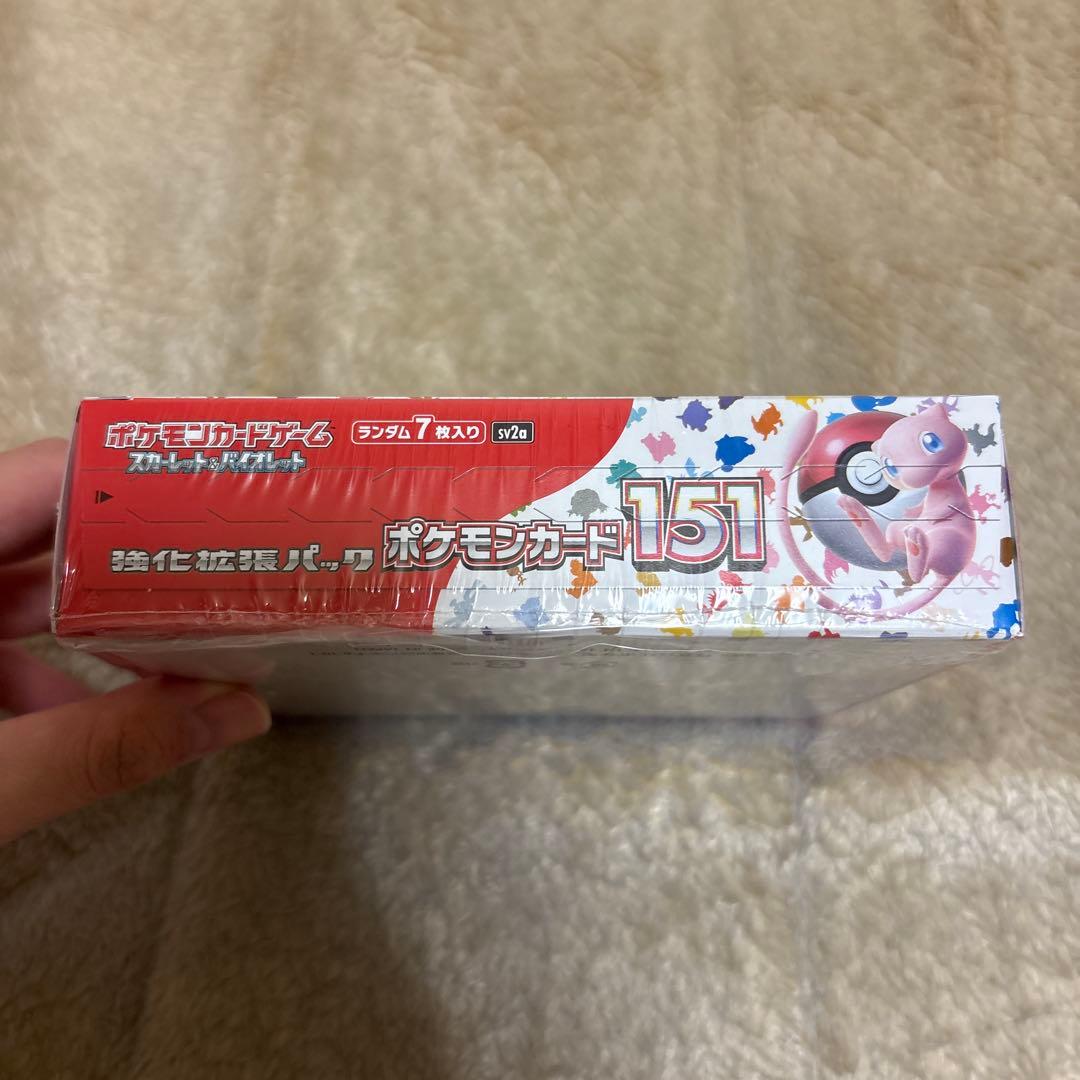 ポケモンカードゲーム
スカーレット&バイオレット
ランダム7枚入り sv2a
強化拡張パック ポケモンカード151